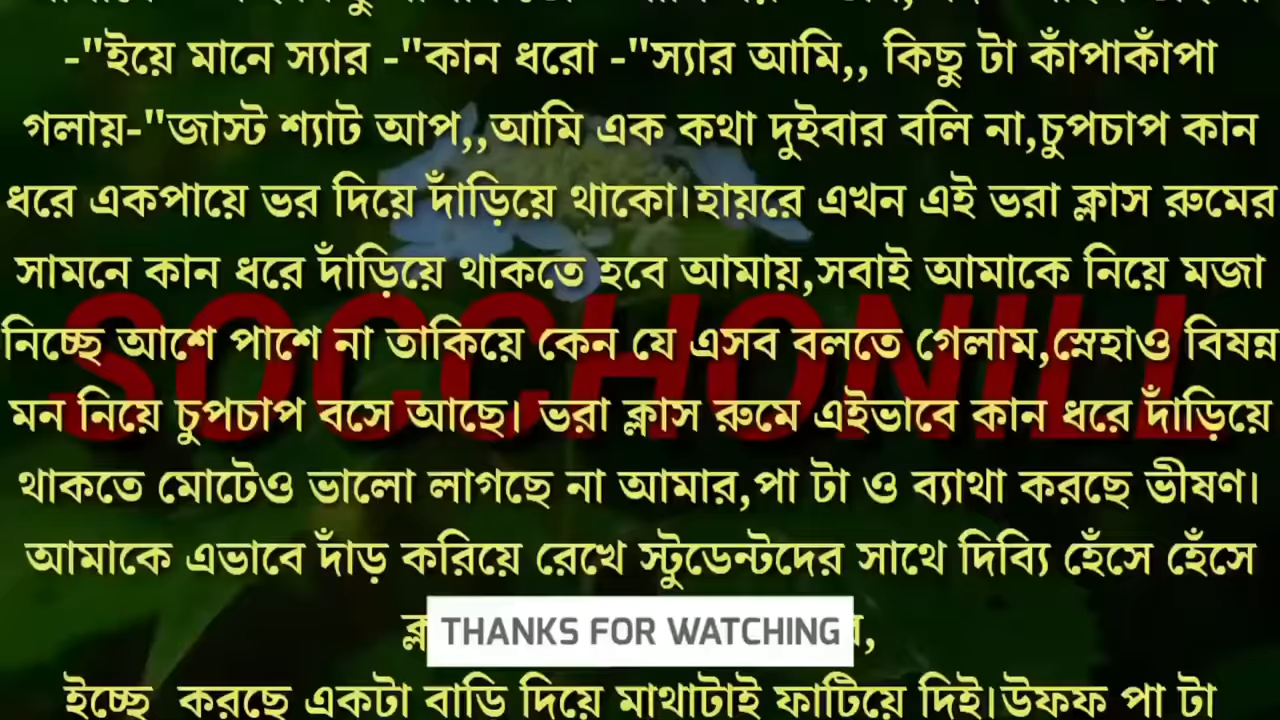 -"ইয়ে মানে স্যার -"কান ধরো -"স্যার আমি,, কিছু টা কাঁপাকাঁপা
গলায়-"জাস্ট শ্যাট আপ,,আমি এক কথা দুইবার বলি না,চুপচাপ কান
ধরে একপায়ে ভর দিয়ে দাঁড়িয়ে থাকো।হায়রে এখন এই ভরা ক্লাস রুমের
সামনে কান ধরে দাঁড়িয়ে থাকতে হবে আমায়,সবাই আমাকে নিয়ে মজা
নিচ্ছে আশে পাশে না তাকিয়ে কেন যে এসব বলতে গেলাম,স্নেহাও বিষন্ন
SOCCHONILL
মন নিয়ে চুপচাপ বসে আছে। ভরা ক্লাস রুমে এইভাবে কান ধরে দাঁড়িয়ে
থাকতে মোটেও ভালো লাগছে না আমার,পা টা ও ব্যাথা করছে ভীষণ।
আমাকে এভাবে দাঁড় করিয়ে রেখে স্টুডেন্টদের সাথে দিব্যি হেঁসে হেঁসে
THANKS FOR WATCHING
ইচ্ছে করছে একটা বাড়ি দিয়ে মাথাটাই ফাটিয়ে দিই।উফফ পা টা